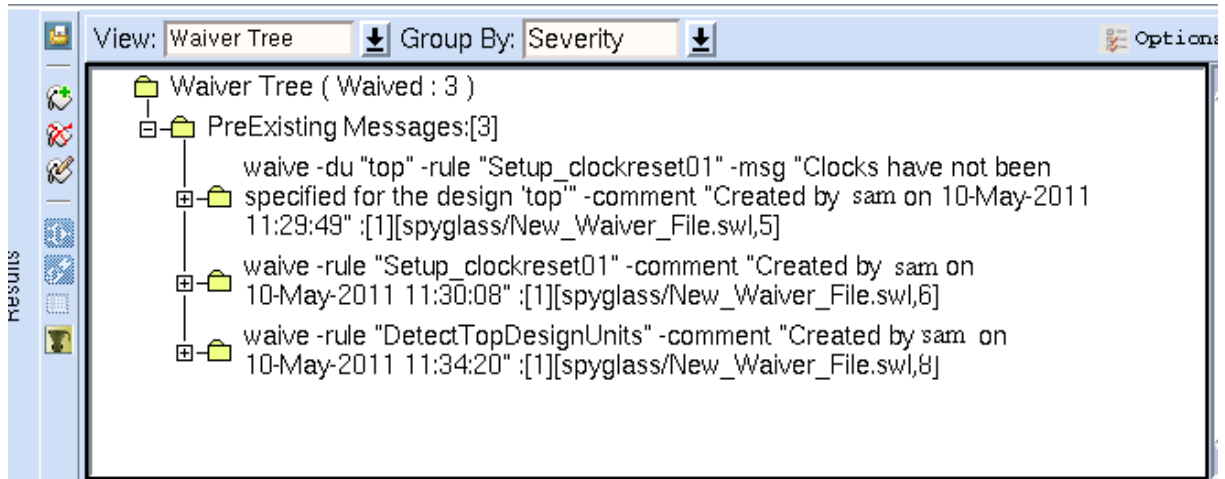 View: Waiver Tree Group By: Severity Options
Waiver Tree ( Waived : 3 )
PreExisting Messages:[3]
waive -du "top" -rule "Setup_clockreset01" -msg "Clocks have not been
specified for the design 'top'" -comment "Created by sam on 10-May-2011
11:29:49" :[1][spyglass/New_Waiver_File.swl,5]
waive -rule "Setup_clockreset01" -comment "Created by sam on
10-May-2011 11:30:08" :[1][spyglass/New_Waiver_File.swl,6]
waive -rule "DetectTopDesignUnits" -comment "Created by sam on
10-May-2011 11:34:20" :[1][spyglass/New_Waiver_File.swl,8]
Results